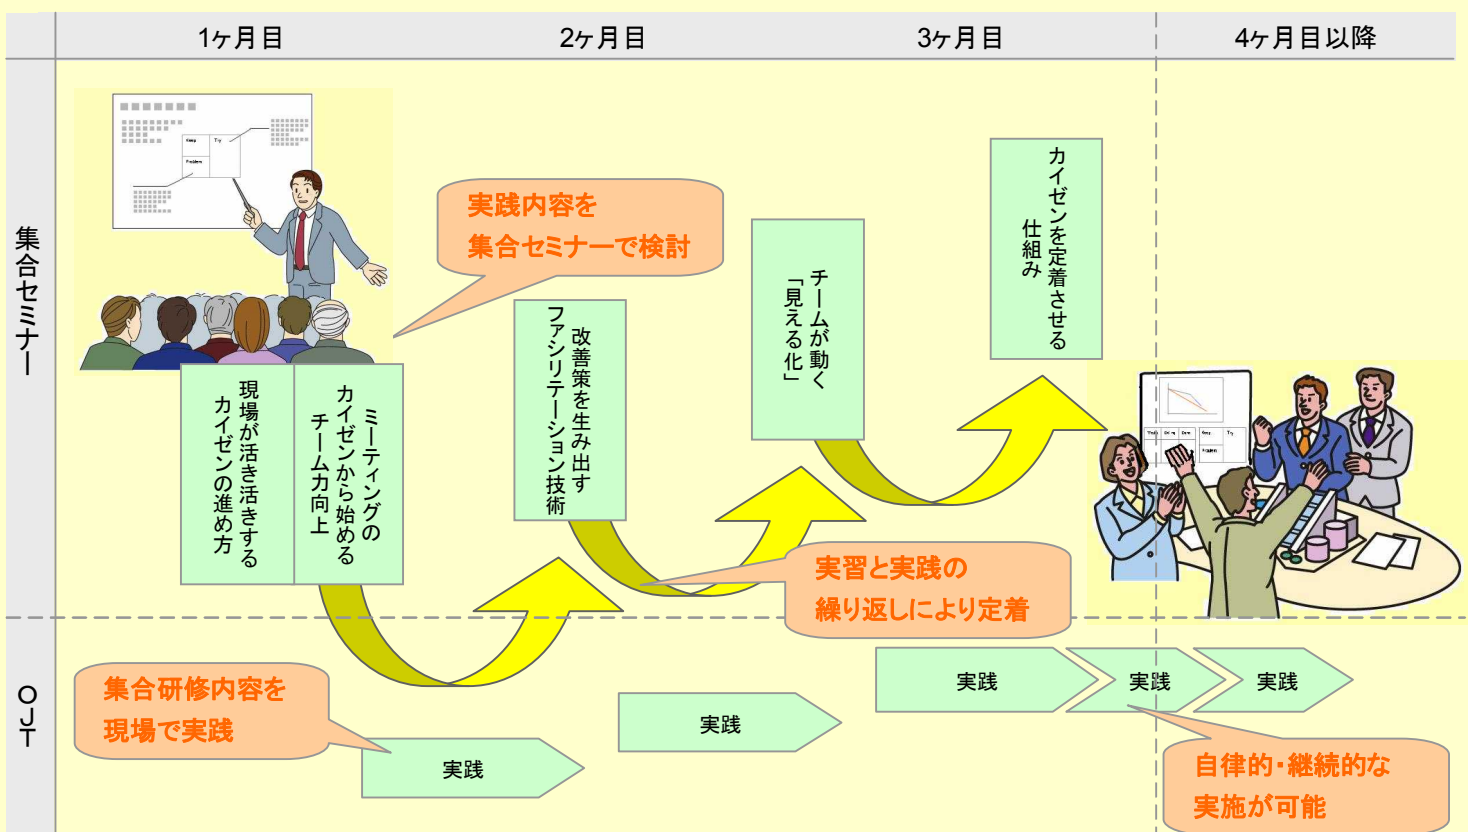 1ヶ月目
2ヶ月目
3ヶ月目
4ヶ月目以降
集合セミナー
Keep
Try
Problem
実践内容を
集合セミナーで検討
現場が活き活きする
カイゼンの進め方
ミーティングの
カイゼンから始める
チーム力向上
改善策を生み出す
ファシリテーション技術
チームが動く
「見える化」
カイゼンを定着させる
仕組み
Keep
Try
Problem
実習と実践の
繰り返しにより定着
OJT
集合研修内容を
現場で実践
実践
実践
実践
実践
実践
自律的・継続的な
実施が可能